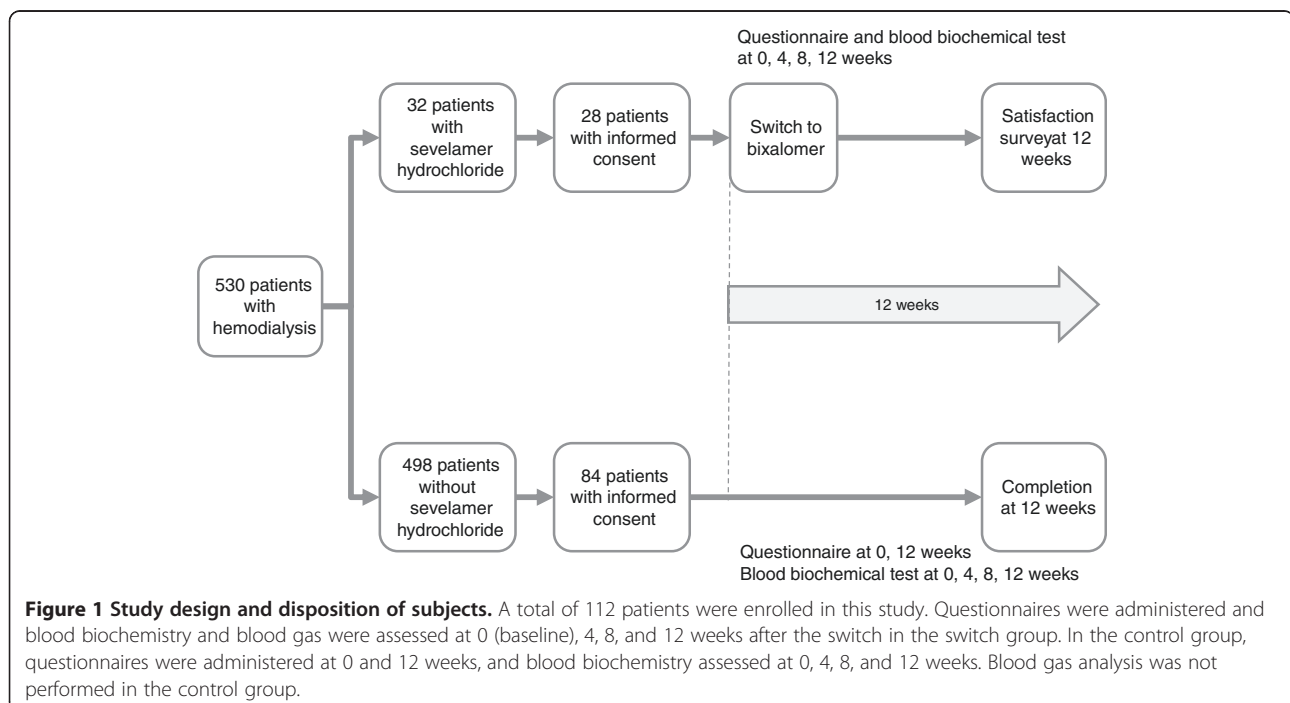 Questionnaire and blood biochemical test
at 0, 4, 8, 12 weeks
32 patients
with
sevelamer
hydrochloride
28 patients
with informed
consent
Switch to
bixalomer
Satisfaction
surveyat 12
weeks
530 patients
with
hemodialysis
12 weeks
498 patients
without
sevelamer
hydrochloride
84 patients
with informed
consent
Completion
at 12 weeks
Questionnaire at 0, 12 weeks
Blood biochemical test at 0, 4, 8, 12 weeks
Figure 1 Study design and disposition of subjects. A total of 112 patients were enrolled in this study. Questionnaires were administered and
blood biochemistry and blood gas were assessed at 0 (baseline), 4, 8, and 12 weeks after the switch in the switch group. In the control group,
questionnaires were administered at 0 and 12 weeks, and blood biochemistry assessed at 0, 4, 8, and 12 weeks. Blood gas analysis was not
performed in the control group.